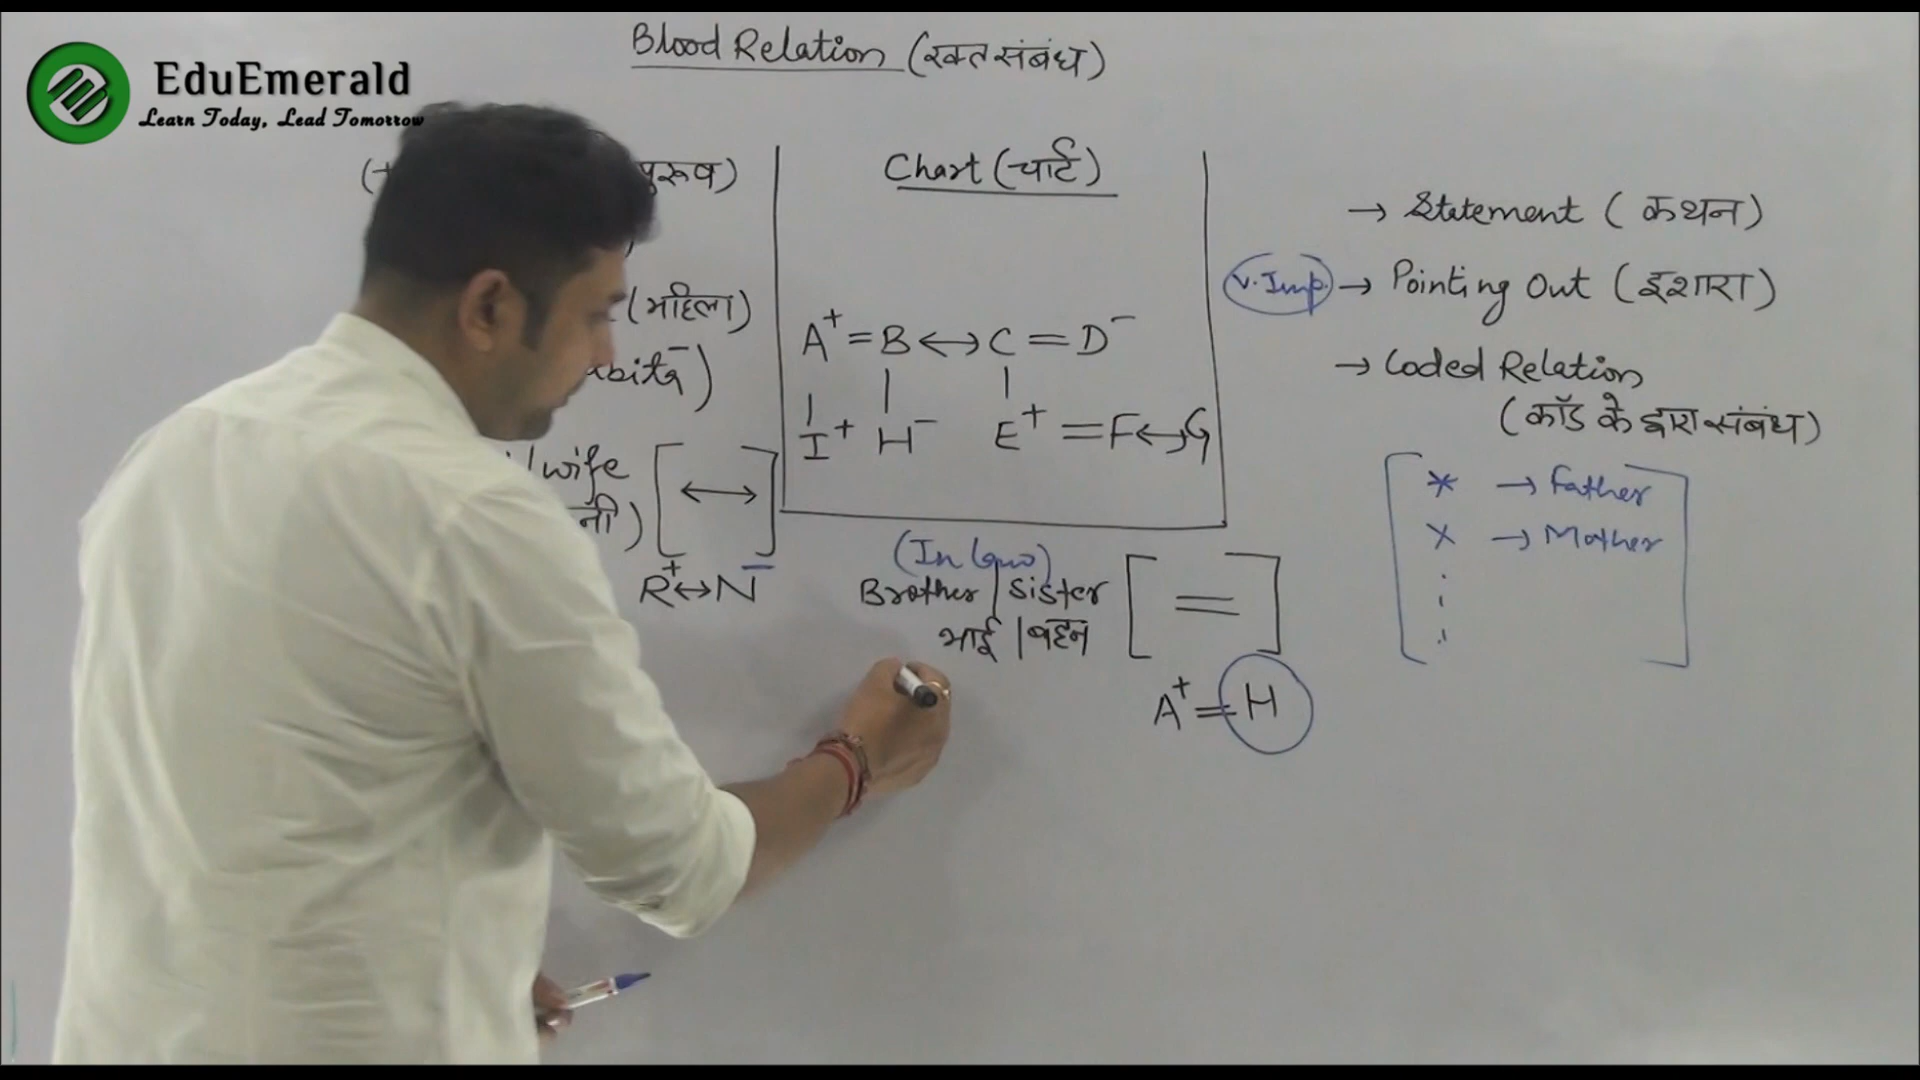 EduEmerald
Learn Today, Lead Tomorrow
Blood Relation (रक्त संबंध)
पुरूष)
(महिला)
wife
R⁺↔N⁻
[↔]
Chart (चार्ट)
A⁺=B↔C=D⁻
I⁺ H⁻ E⁺=F↔G
(In law)
Brother | Sister [=]
भाई | बहन
A⁺=H
→ Statement (कथन)
V. Imp. → Pointing Out (इशारा)
→ Coded Relation
(कॉड के द्वारा संबंध)
* → Father
× → Mother